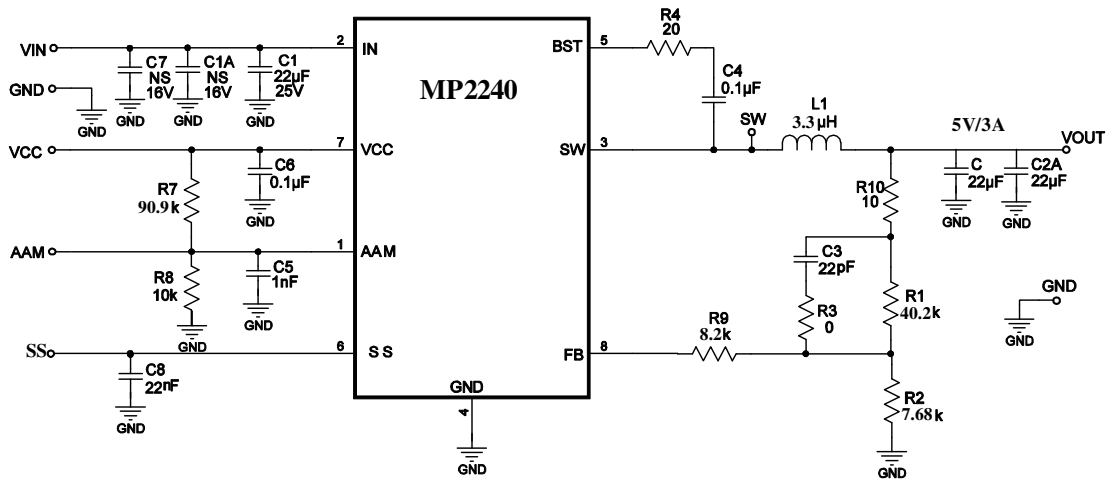 VIN
GND
GND
C7
NS
16V
GND
C1A
NS
16V
GND
C1
22µF
25V
GND
2
IN
VCC
7
VCC
R7
90.9k
C6
0.1µF
GND
AAM
1
AAM
R8
10k
GND
C5
1nF
GND
SS
6
SS
C8
22nF
GND
MP2240
GND
4
GND
BST
5
R4
20
C4
0.1µF
SW
3
SW
L1
3.3µH
5V/3A
VOUT
C
22µF
GND
C2A
22µF
GND
R10
10
C3
22pF
R3
0
R1
40.2k
GND
GND
FB
8
R9
8.2k
R2
7.68k
GND